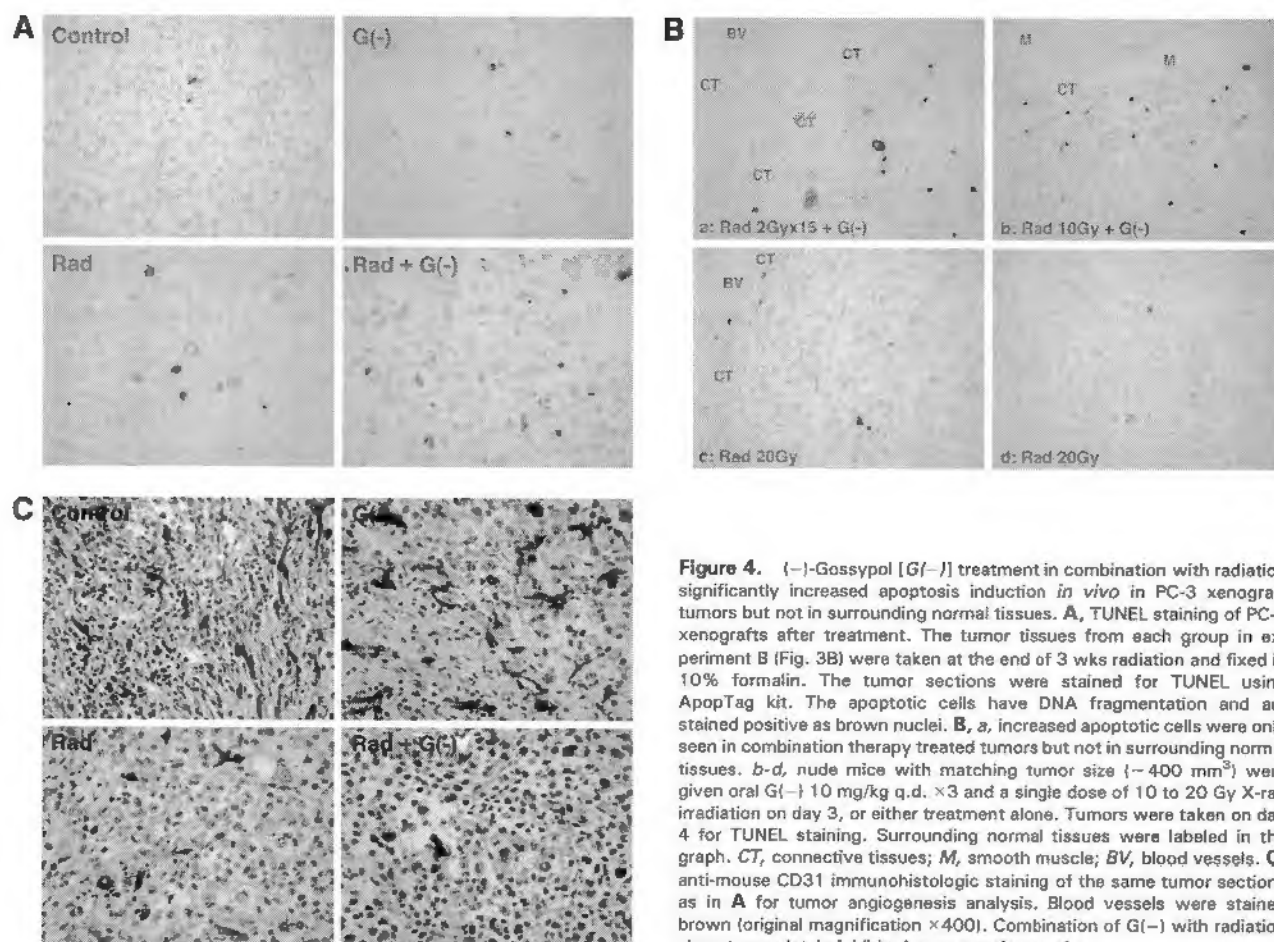 A
Control
G(-)
Rad
Rad + G(-)
B
BV
CT
CT
CT
CT
a: Rad 2Gyx15 + G(-)
M
M
CT
b: Rad 10Gy + G(-)
CT
BV
CT
c: Rad 20Gy
d: Rad 20Gy
C
Control
Rad
Rad + G(-)
Figure 4. (−)-Gossypol [G(−)] treatment in combination with radiatio
significantly increased apoptosis induction in vivo in PC-3 xenogra
tumors but not in surrounding normal tissues. A, TUNEL staining of PC-
xenografts after treatment. The tumor tissues from each group in ex
periment B (Fig. 3B) were taken at the end of 3 wks radiation and fixed i
10% formalin. The tumor sections were stained for TUNEL usin
ApopTag kit. The apoptotic cells have DNA fragmentation and ar
stained positive as brown nuclei. B, a, increased apoptotic cells were onl
seen in combination therapy treated tumors but not in surrounding norm
tissues. b-d, nude mice with matching tumor size (~400 mm³) wer
given oral G(−) 10 mg/kg q.d. ×3 and a single dose of 10 to 20 Gy X-ra
irradiation on day 3, or either treatment alone. Tumors were taken on da
4 for TUNEL staining. Surrounding normal tissues were labeled in th
graph. CT, connective tissues; M, smooth muscle; BV, blood vessels. C
anti-mouse CD31 immunohistologic staining of the same tumor section
as in A for tumor angiogenesis analysis. Blood vessels were staine
brown (original magnification ×400). Combination of G(−) with radiatio